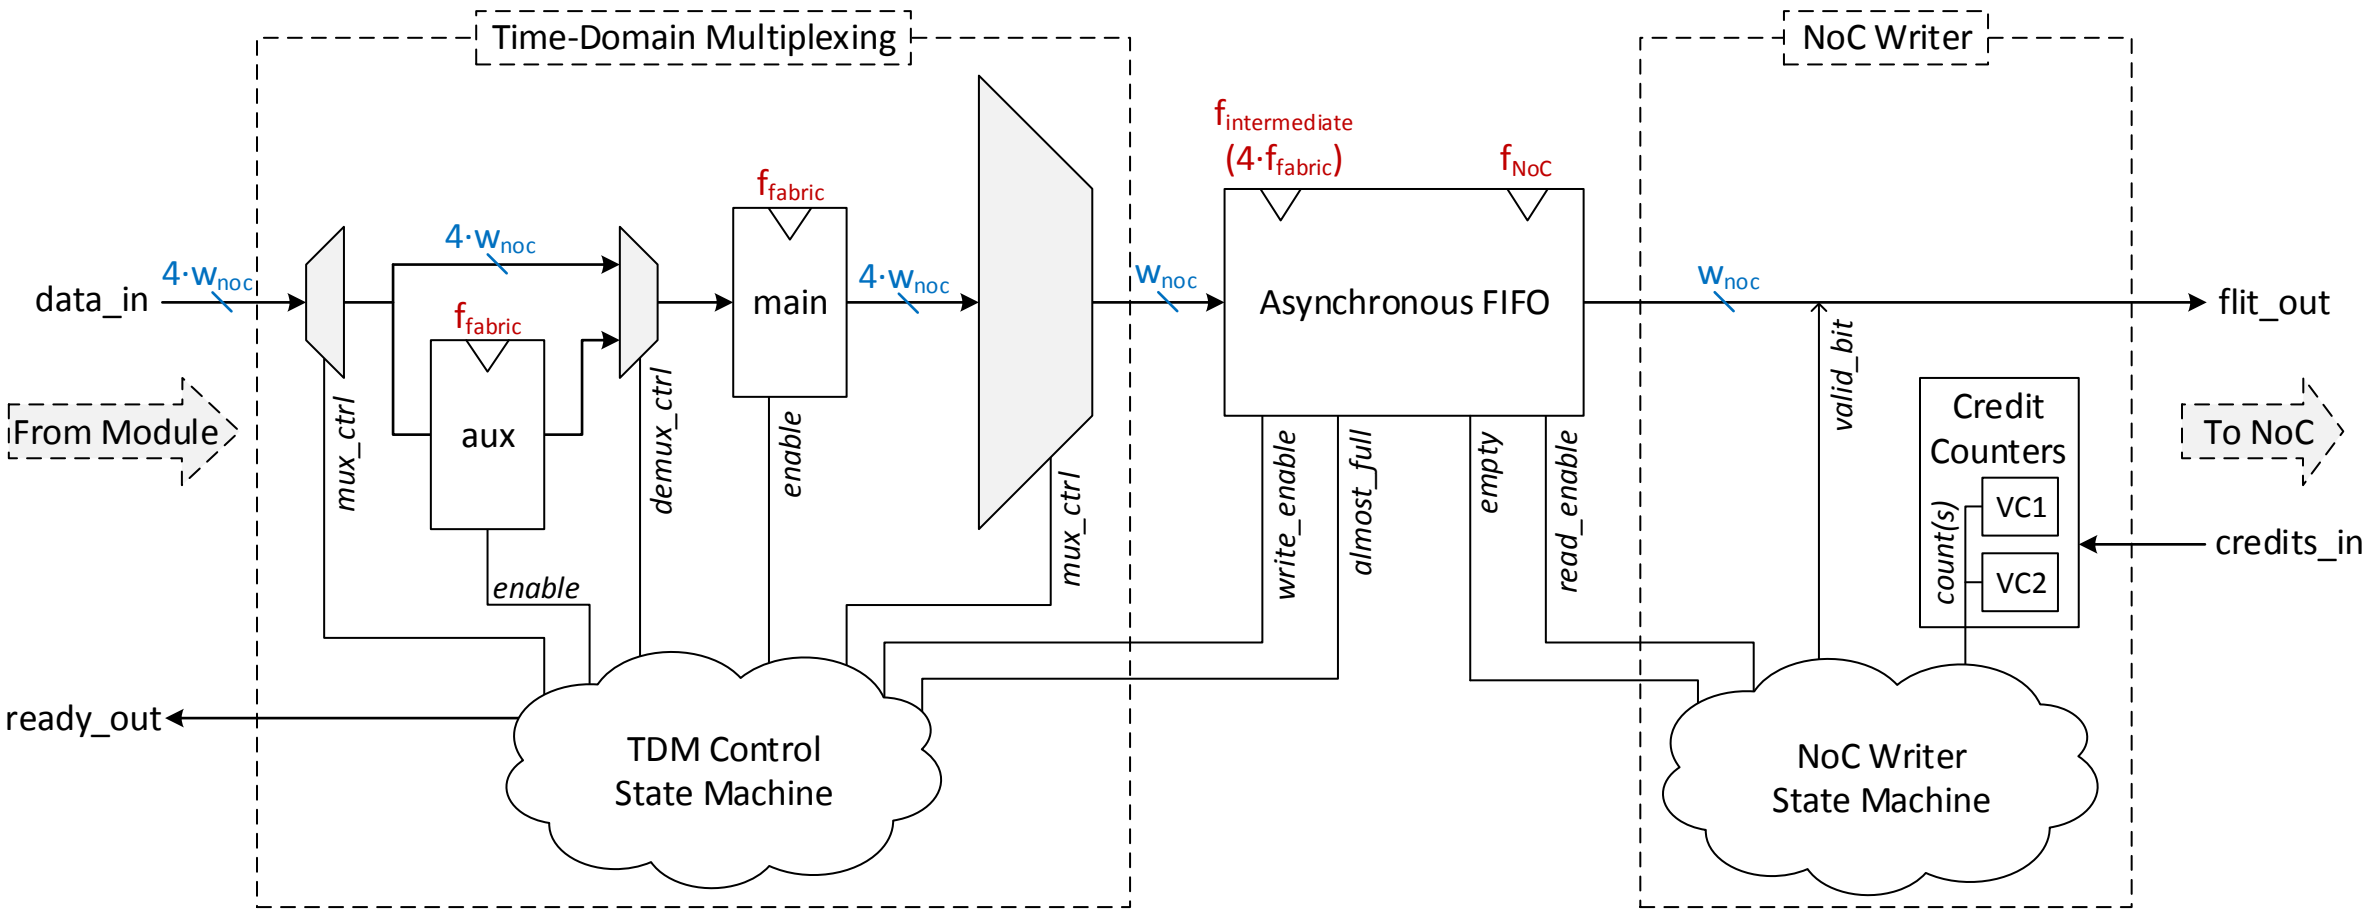 Time-Domain Multiplexing
NoC Writer
f_intermediate
(4·f_fabric)
f_NoC
f_fabric
4·w_noc
4·w_noc
4·w_noc
w_noc
w_noc
data_in
f_fabric
main
Asynchronous FIFO
flit_out
From Module
aux
mux_ctrl
demux_ctrl
enable
enable
mux_ctrl
write_enable
almost_full
empty
read_enable
valid_bit
Credit
Counters
VC1
VC2
count(s)
To NoC
credits_in
ready_out
TDM Control
State Machine
NoC Writer
State Machine